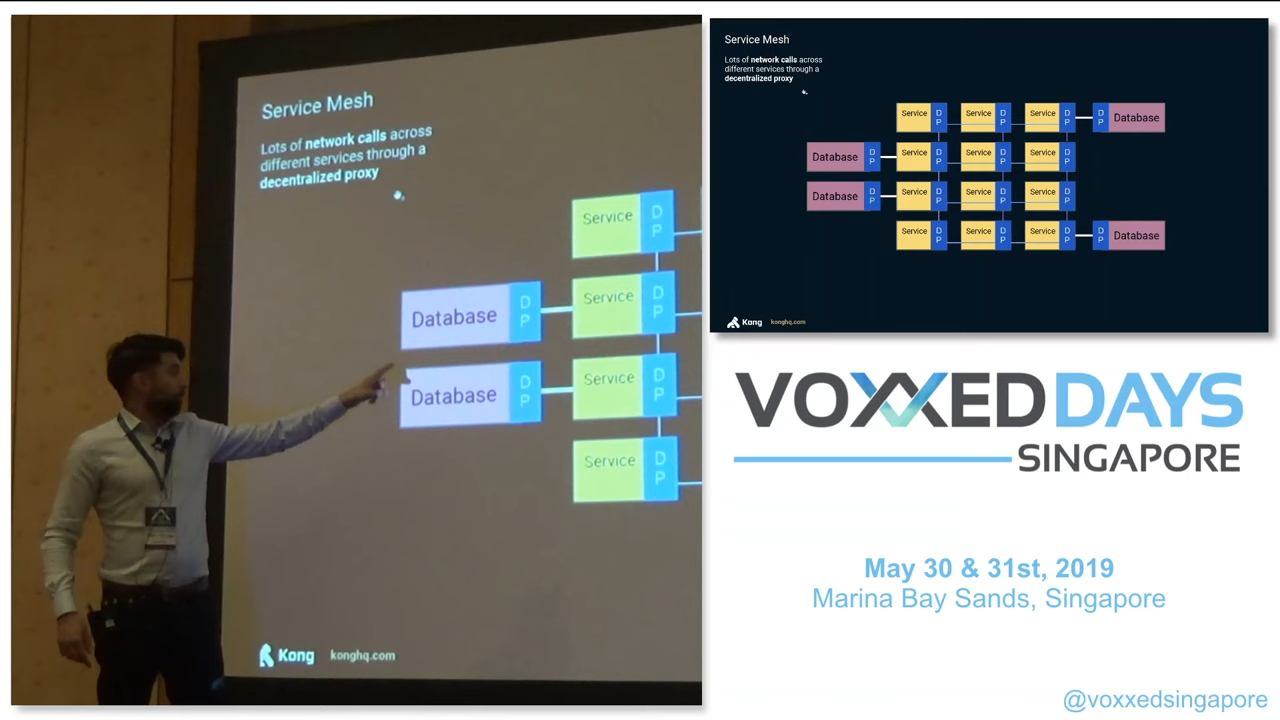 Service Mesh
Lots of network calls across
different services through a
decentralized proxy
Service
D
P
Database
D
P
Service
D
P
Database
D
P
Service
D
P
Service
D
P
Kong
konghq.com
Service Mesh
Lots of network calls across
different services through a
decentralized proxy
Service D P Service D P Service D P D P Database
Database D P Service D P Service D P Service D P
Database D P Service D P Service D P Service D P
Service D P Service D P Service D P D P Database
Kong konghq.com
VOXXED DAYS
SINGAPORE
May 30 & 31st, 2019
Marina Bay Sands, Singapore
@voxxedsingapore